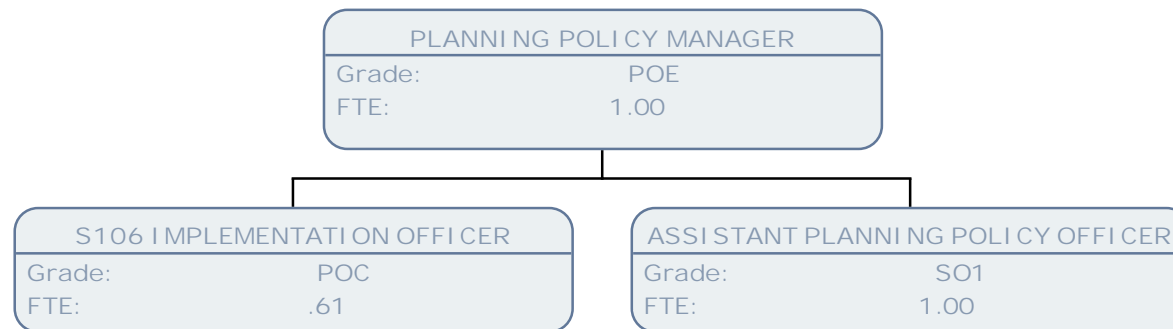 PLANNING POLICY MANAGER
Grade: POE
FTE: 1.00
S106 IMPLEMENTATION OFFICER
Grade: POC
FTE: .61
ASSISTANT PLANNING POLICY OFFICER
Grade: SO1
FTE: 1.00